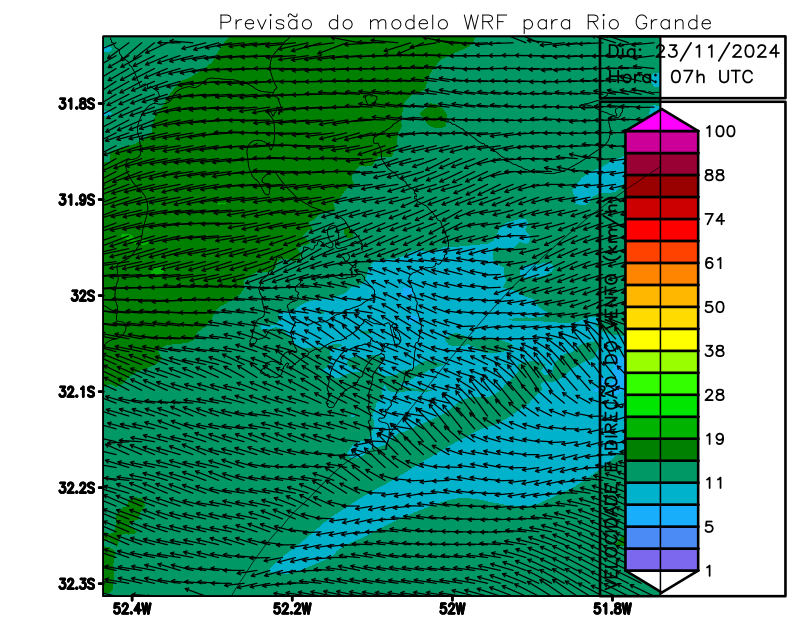 Previsão do modelo WRF para Rio Grande
Dia: 23/11/2024
Hora: 07h UTC
31.8S
31.9S
32S
32.1S
32.2S
32.3S
52.4W
52.2W
52W
51.8W
VELOCIDADE E DIREÇÃO DO VENTO (km/h)
100
88
74
61
50
38
28
19
11
5
1